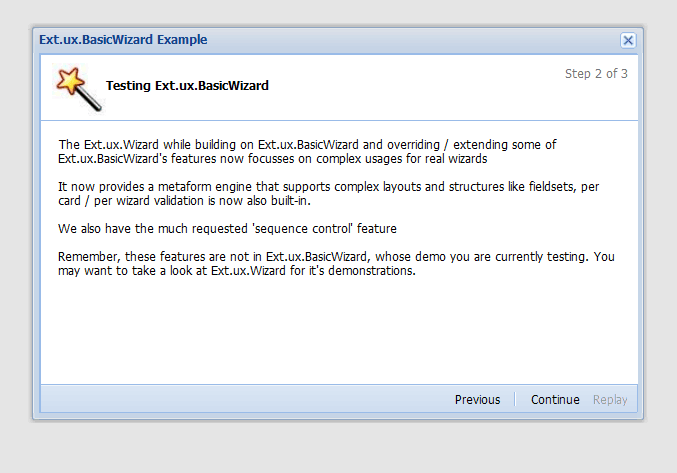 Ext.ux.BasicWizard Example
Testing Ext.ux.BasicWizard
Step 2 of 3
The Ext.ux.Wizard while building on Ext.ux.BasicWizard and overriding / extending some of
Ext.ux.BasicWizard's features now focusses on complex usages for real wizards
It now provides a metaform engine that supports complex layouts and structures like fieldsets, per
card / per wizard validation is now also built-in.
We also have the much requested 'sequence control' feature
Remember, these features are not in Ext.ux.BasicWizard, whose demo you are currently testing. You
may want to take a look at Ext.ux.Wizard for it's demonstrations.
Previous Continue Replay